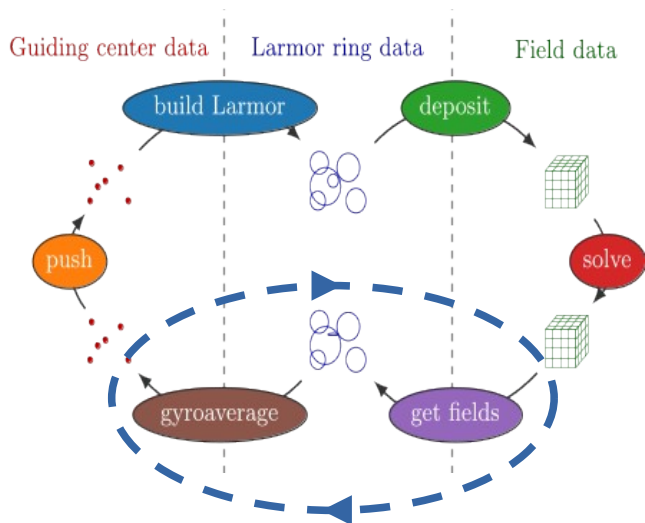 Guiding center data
Larmor ring data
Field data
build Larmor
deposit
push
solve
gyroaverage
get fields